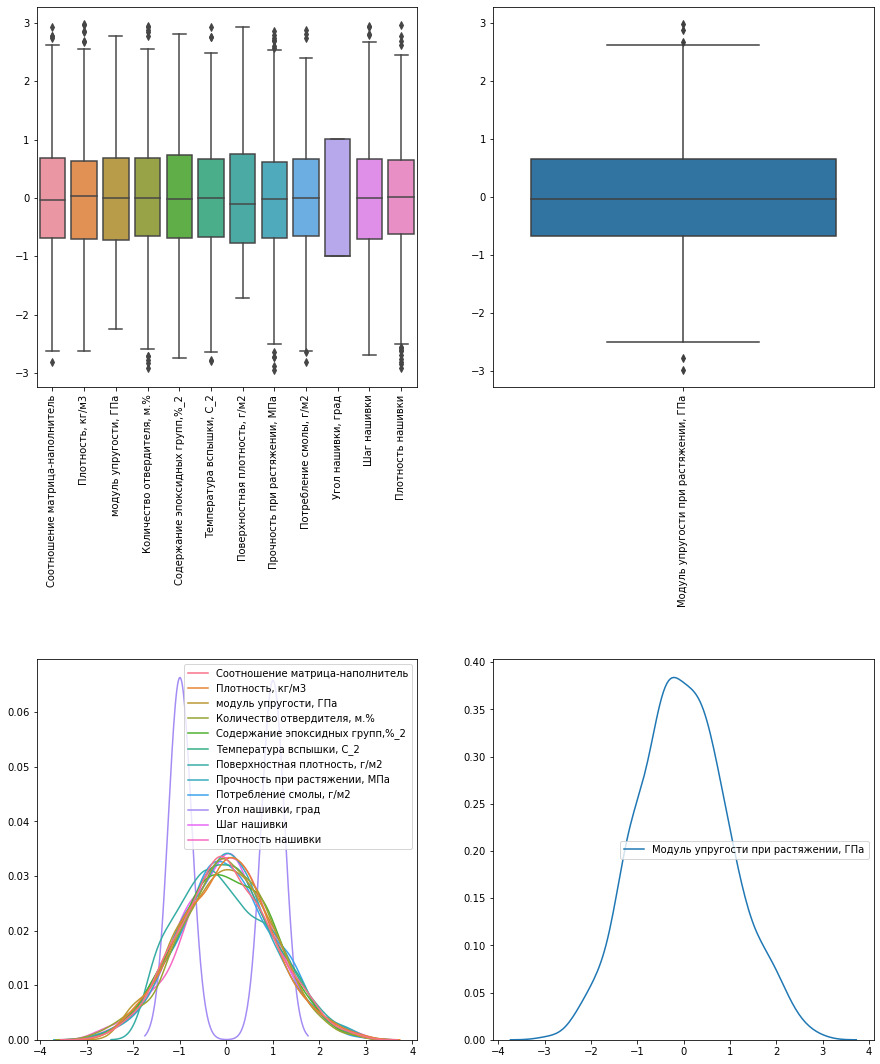 3
2
1
0
−1
−2
−3
Соотношение матрица-наполнитель
Плотность, кг/м3
модуль упругости, ГПа
Количество отвердителя, м.%
Содержание эпоксидных групп,%_2
Температура вспышки, С_2
Поверхностная плотность, г/м2
Прочность при растяжении, МПа
Потребление смолы, г/м2
Угол нашивки, град
Шаг нашивки
Плотность нашивки
3
2
1
0
−1
−2
−3
Модуль упругости при растяжении, ГПа
0.06
0.05
0.04
0.03
0.02
0.01
0.00
−4 −3 −2 −1 0 1 2 3 4
Соотношение матрица-наполнитель
Плотность, кг/м3
модуль упругости, ГПа
Количество отвердителя, м.%
Содержание эпоксидных групп,%_2
Температура вспышки, С_2
Поверхностная плотность, г/м2
Прочность при растяжении, МПа
Потребление смолы, г/м2
Угол нашивки, град
Шаг нашивки
Плотность нашивки
0.40
0.35
0.30
0.25
0.20
0.15
0.10
0.05
0.00
−4 −3 −2 −1 0 1 2 3 4
Модуль упругости при растяжении, ГПа